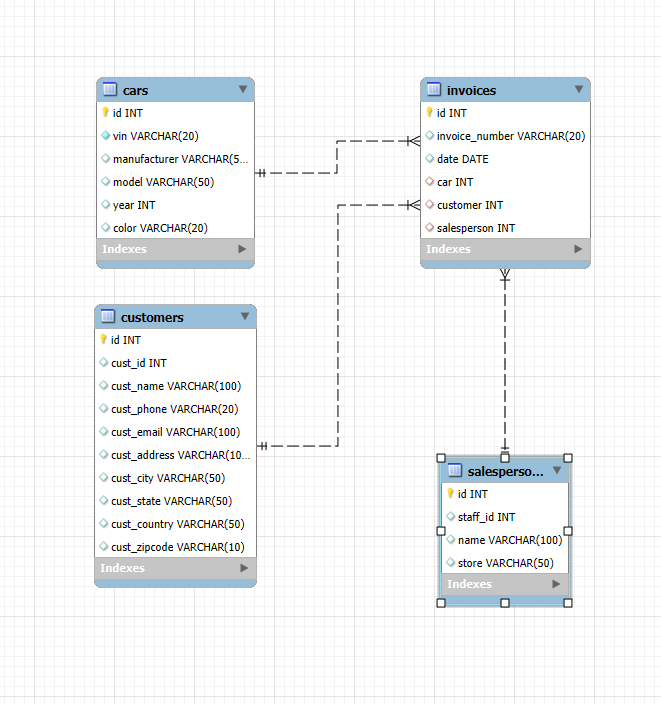 cars
id INT
vin VARCHAR(20)
manufacturer VARCHAR(5...
model VARCHAR(50)
year INT
color VARCHAR(20)
Indexes
invoices
id INT
invoice_number VARCHAR(20)
date DATE
car INT
customer INT
salesperson INT
Indexes
customers
id INT
cust_id INT
cust_name VARCHAR(100)
cust_phone VARCHAR(20)
cust_email VARCHAR(100)
cust_address VARCHAR(10...
cust_city VARCHAR(50)
cust_state VARCHAR(50)
cust_country VARCHAR(50)
cust_zipcode VARCHAR(10)
Indexes
salesperso...
id INT
staff_id INT
name VARCHAR(100)
store VARCHAR(50)
Indexes